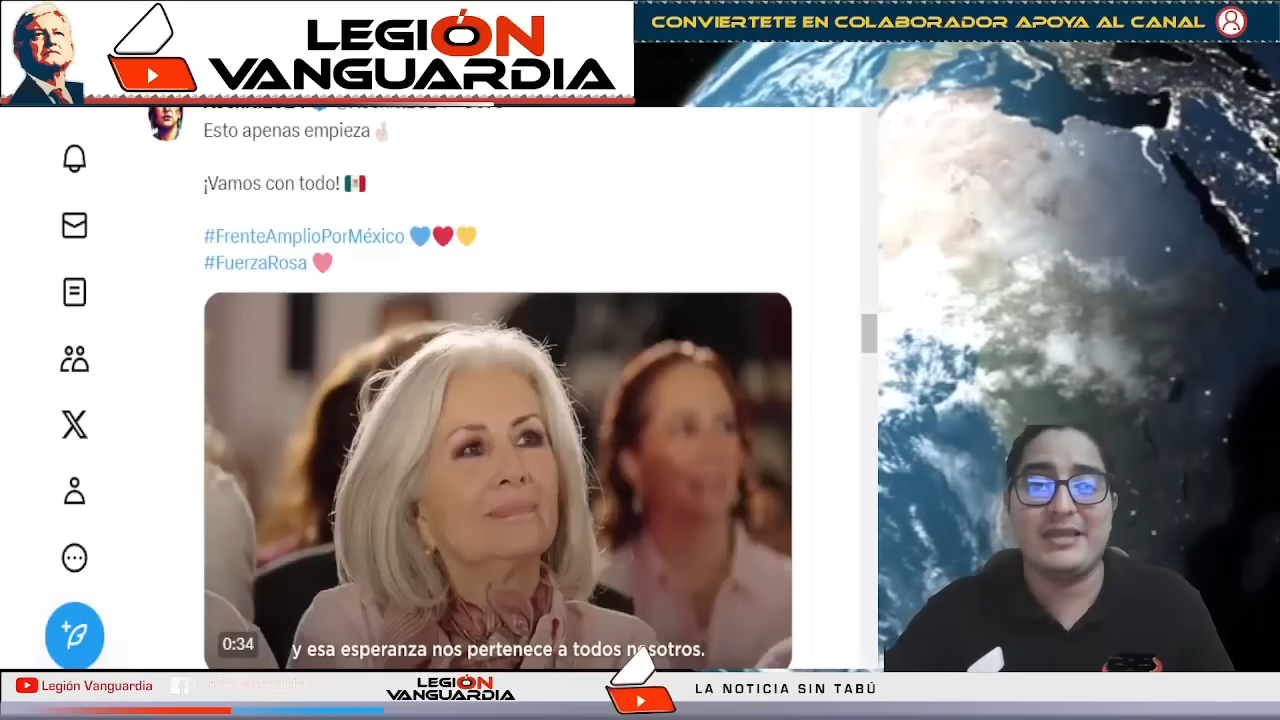 LEGIÓN
VANGUARDIA
CONVIERTETE EN COLABORADOR APOYA AL CANAL
Esto apenas empieza
¡Vamos con todo!
#FrenteAmplioPorMéxico
#FuerzaRosa
0:34
y esa esperanza nos pertenece a todos nosotros.
Legión Vanguardia
LEGIÓN
VANGUARDIA
LA NOTICIA SIN TABÚ